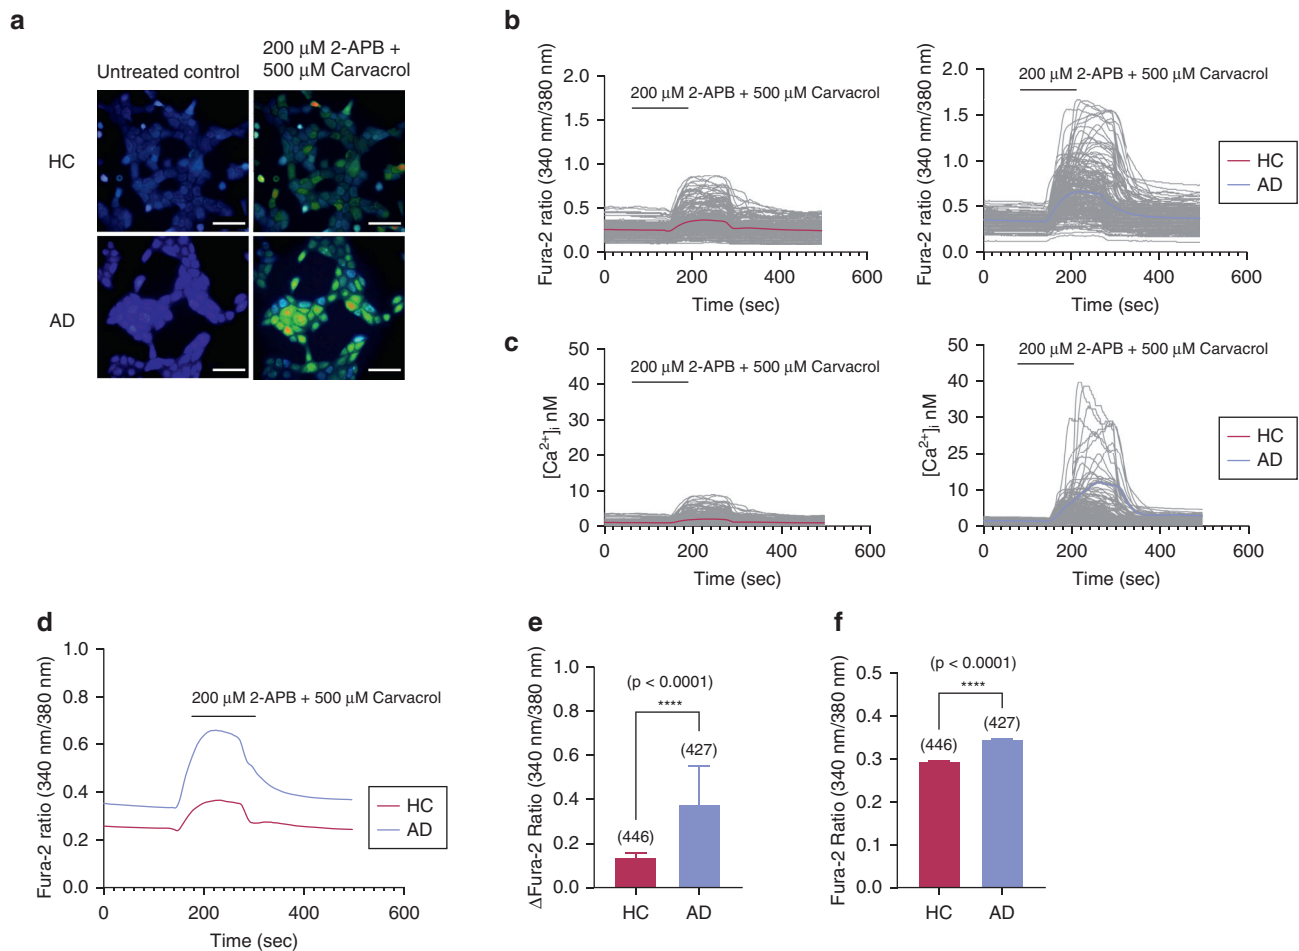 a
Untreated control
200 μM 2-APB +
500 μM Carvacrol
HC
AD
b
Fura-2 ratio (340 nm/380 nm)
2.0
1.5
1.0
0.5
0.0
200 μM 2-APB + 500 μM Carvacrol
0
200
400
600
Time (sec)
Fura-2 ratio (340 nm/380 nm)
2.0
1.5
1.0
0.5
0.0
200 μM 2-APB + 500 μM Carvacrol
0
200
400
600
Time (sec)
HC
AD
c
[Ca²⁺]ᵢ nM
50
40
30
20
10
0
200 μM 2-APB + 500 μM Carvacrol
0
200
400
600
Time (sec)
[Ca²⁺]ᵢ nM
50
40
30
25
10
0
200 μM 2-APB + 500 μM Carvacrol
0
200
400
600
Time (sec)
HC
AD
d
Fura-2 ratio (340 nm/380 nm)
1.0
0.8
0.6
0.4
0.2
0.0
200 μM 2-APB + 500 μM Carvacrol
0
200
400
600
Time (sec)
HC
AD
e
ΔFura-2 Ratio (340 nm/380 nm)
1.0
0.8
0.6
0.4
0.2
0.0
(p < 0.0001)
****
(446)
(427)
HC
AD
f
Fura-2 Ratio (340 nm/380 nm)
0.5
0.4
0.3
0.2
0.1
0.0
(p < 0.0001)
****
(446)
(427)
HC
AD